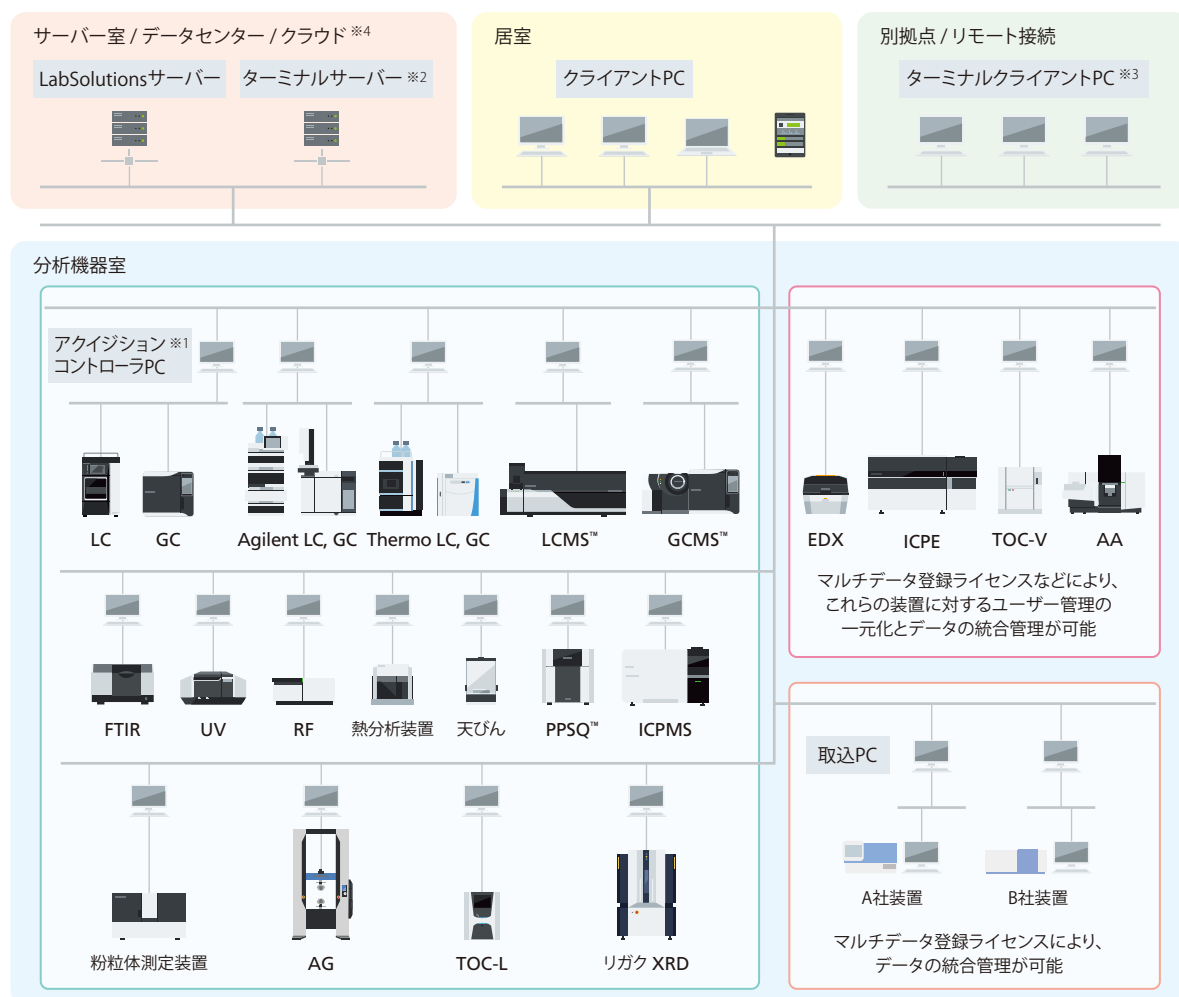 サーバー室 / データセンター / クラウド ※4
LabSolutionsサーバー
ターミナルサーバー ※2
居室
クライアントPC
別拠点 / リモート接続
ターミナルクライアントPC ※3
分析機器室
アクイジション ※1
コントローラPC
LC
GC
Agilent LC, GC
Thermo LC, GC
LCMS™
GCMS™
EDX
ICPE
TOC-V
AA
マルチデータ登録ライセンスなどにより、
これらの装置に対するユーザー管理の
一元化とデータの統合管理が可能
FTIR
UV
RF
熱分析装置
天びん
PPSQ™
ICPMS
取込PC
A社装置
B社装置
マルチデータ登録ライセンスにより、
データの統合管理が可能
粉粒体測定装置
AG
TOC-L
リガク XRD